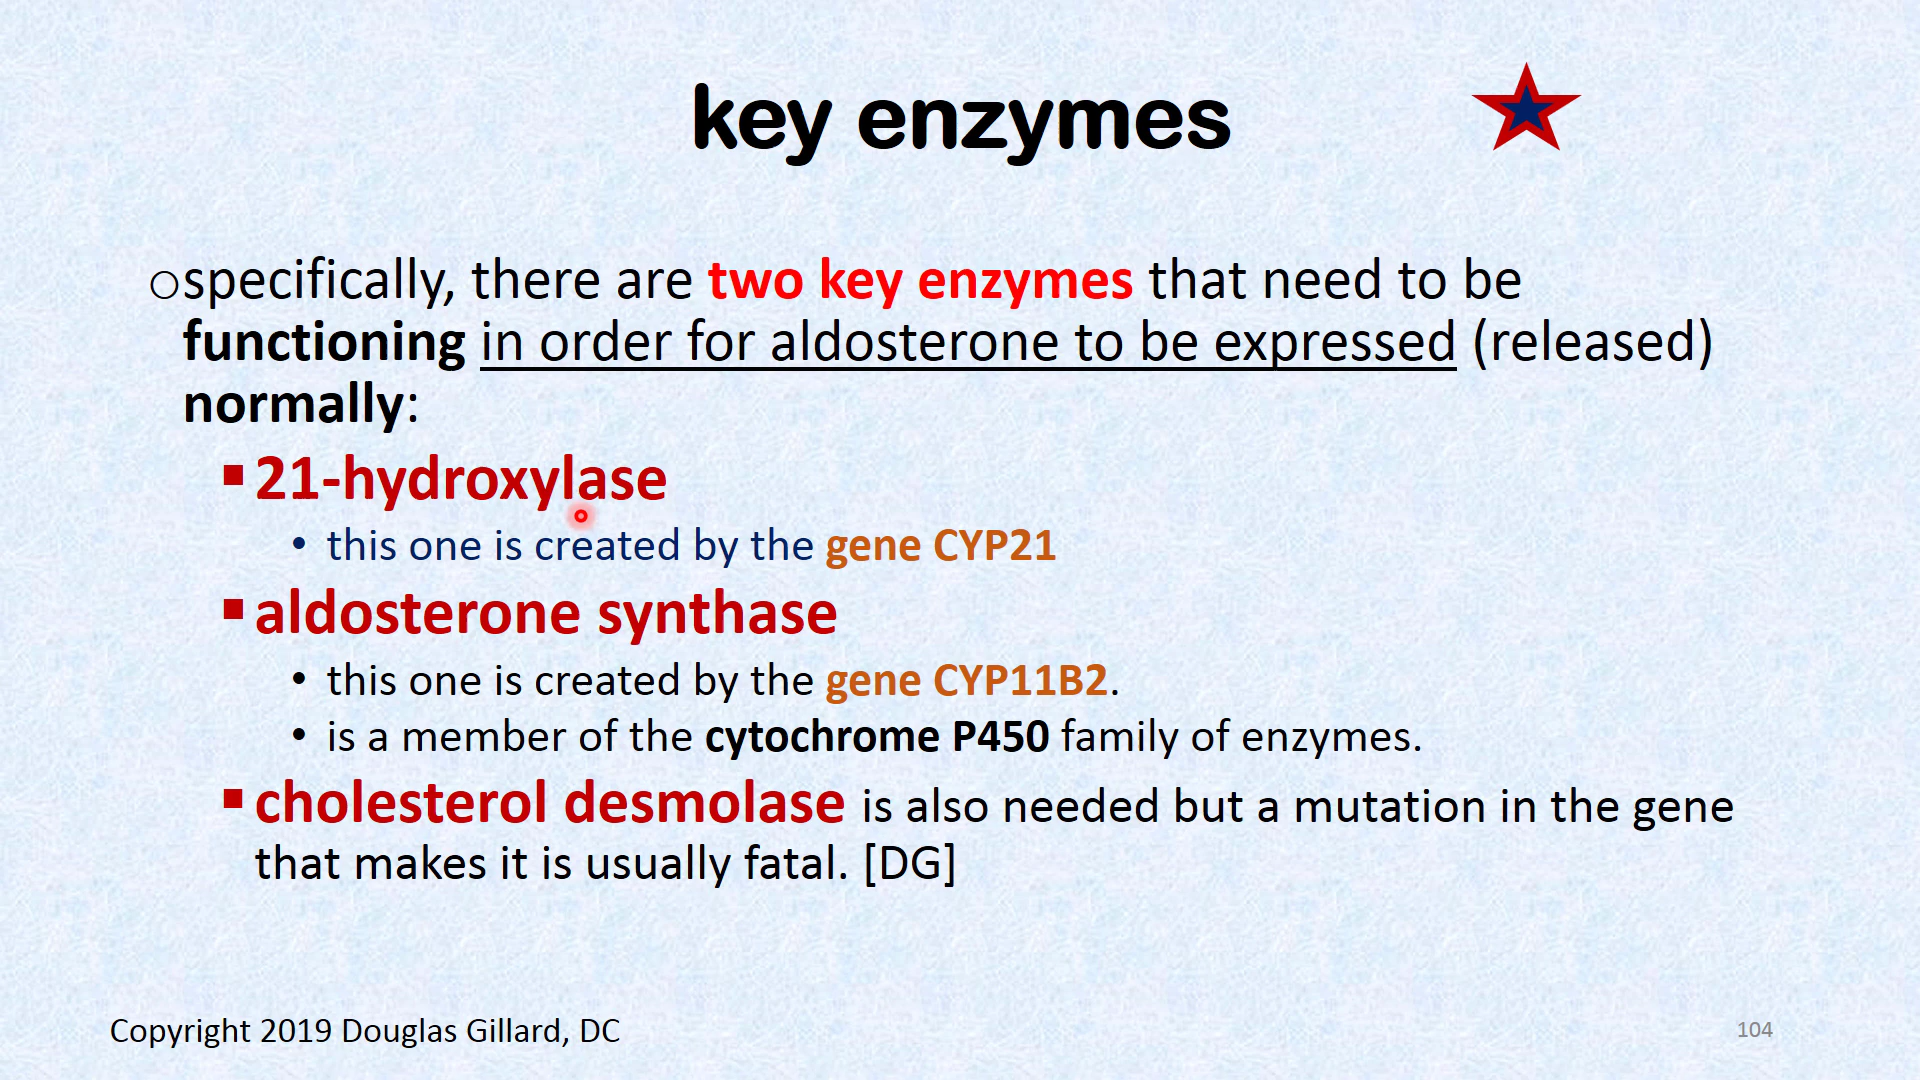 key enzymes
specifically, there are two key enzymes that need to be
functioning in order for aldosterone to be expressed (released)
normally:
21-hydroxylase
• this one is created by the gene CYP21
aldosterone synthase
• this one is created by the gene CYP11B2.
• is a member of the cytochrome P450 family of enzymes.
cholesterol desmolase is also needed but a mutation in the gene
that makes it is usually fatal. [DG]
Copyright 2019 Douglas Gillard, DC
104